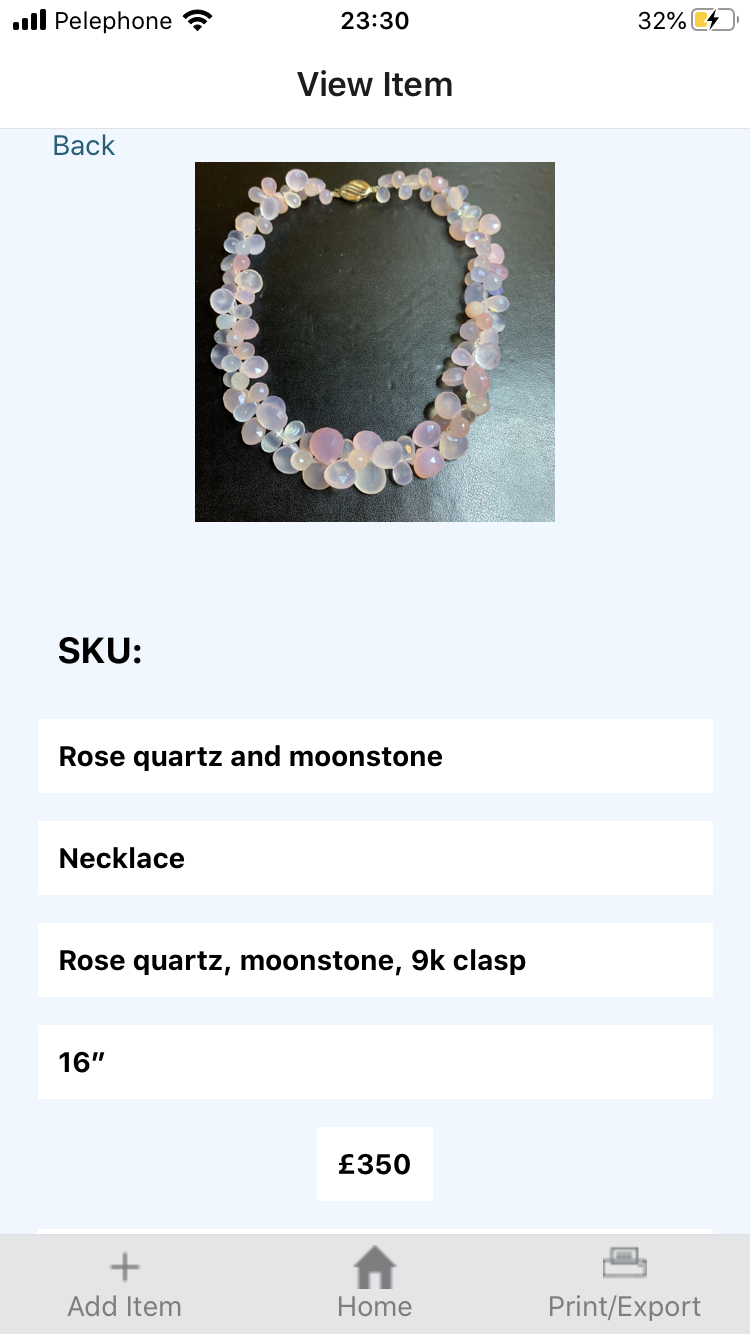 Pelephone 23:30 32%
View Item
Back
SKU:
Rose quartz and moonstone
Necklace
Rose quartz, moonstone, 9k clasp
16”
£350
Add Item Home Print/Export